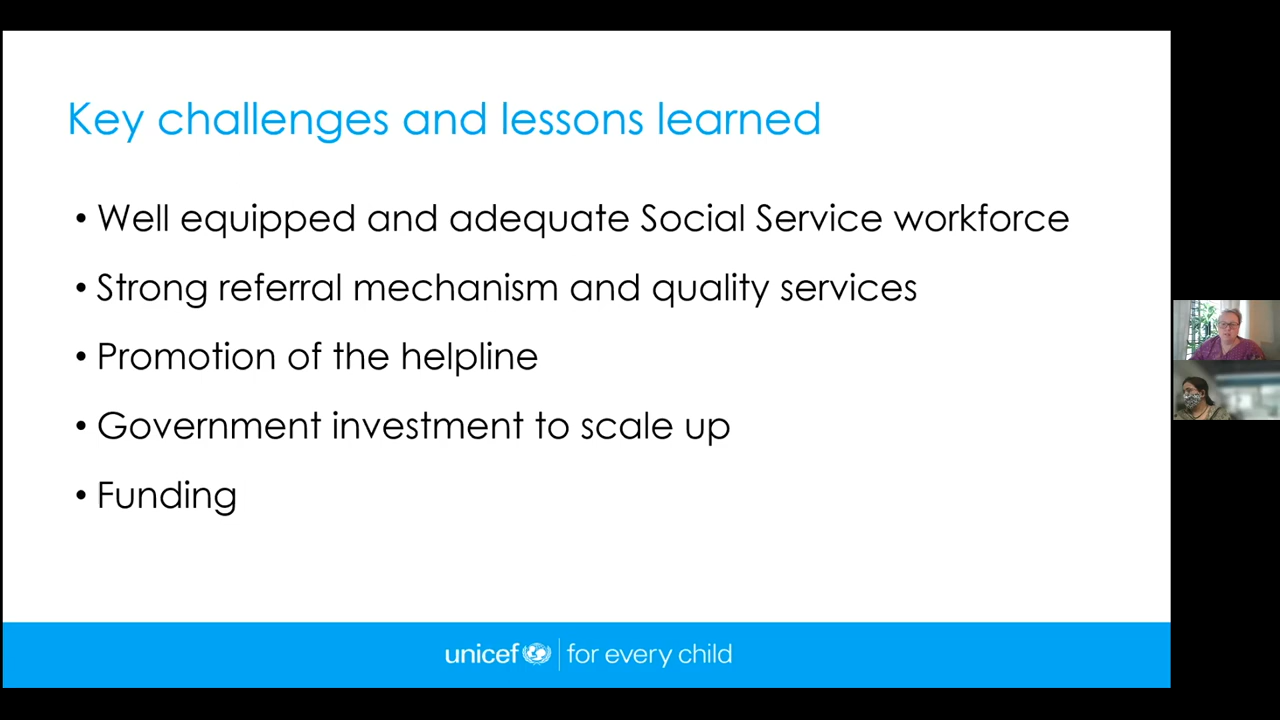 Key challenges and lessons learned
• Well equipped and adequate Social Service workforce
• Strong referral mechanism and quality services
• Promotion of the helpline
• Government investment to scale up
• Funding
unicef | for every child